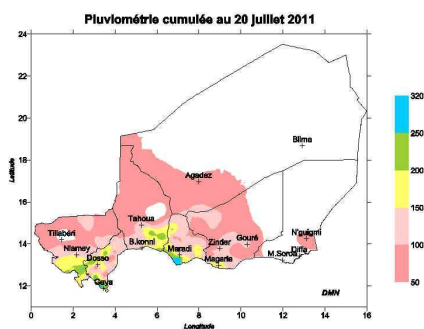 Pluviométrie cumulée au 20 juillet 2011
24
22
20
18
16
14
12
Latitude
Bilma
Agadez
Tahoua
Tillabéri
Niamey
B.konni
Dosso
Maradi
Zinder
Gouré
N'guigmi
Magaria
M.Soroa
Diffa
Gaya
DMN
0 2 4 6 8 10 12 14 16
Longitude
320
250
200
150
100
50